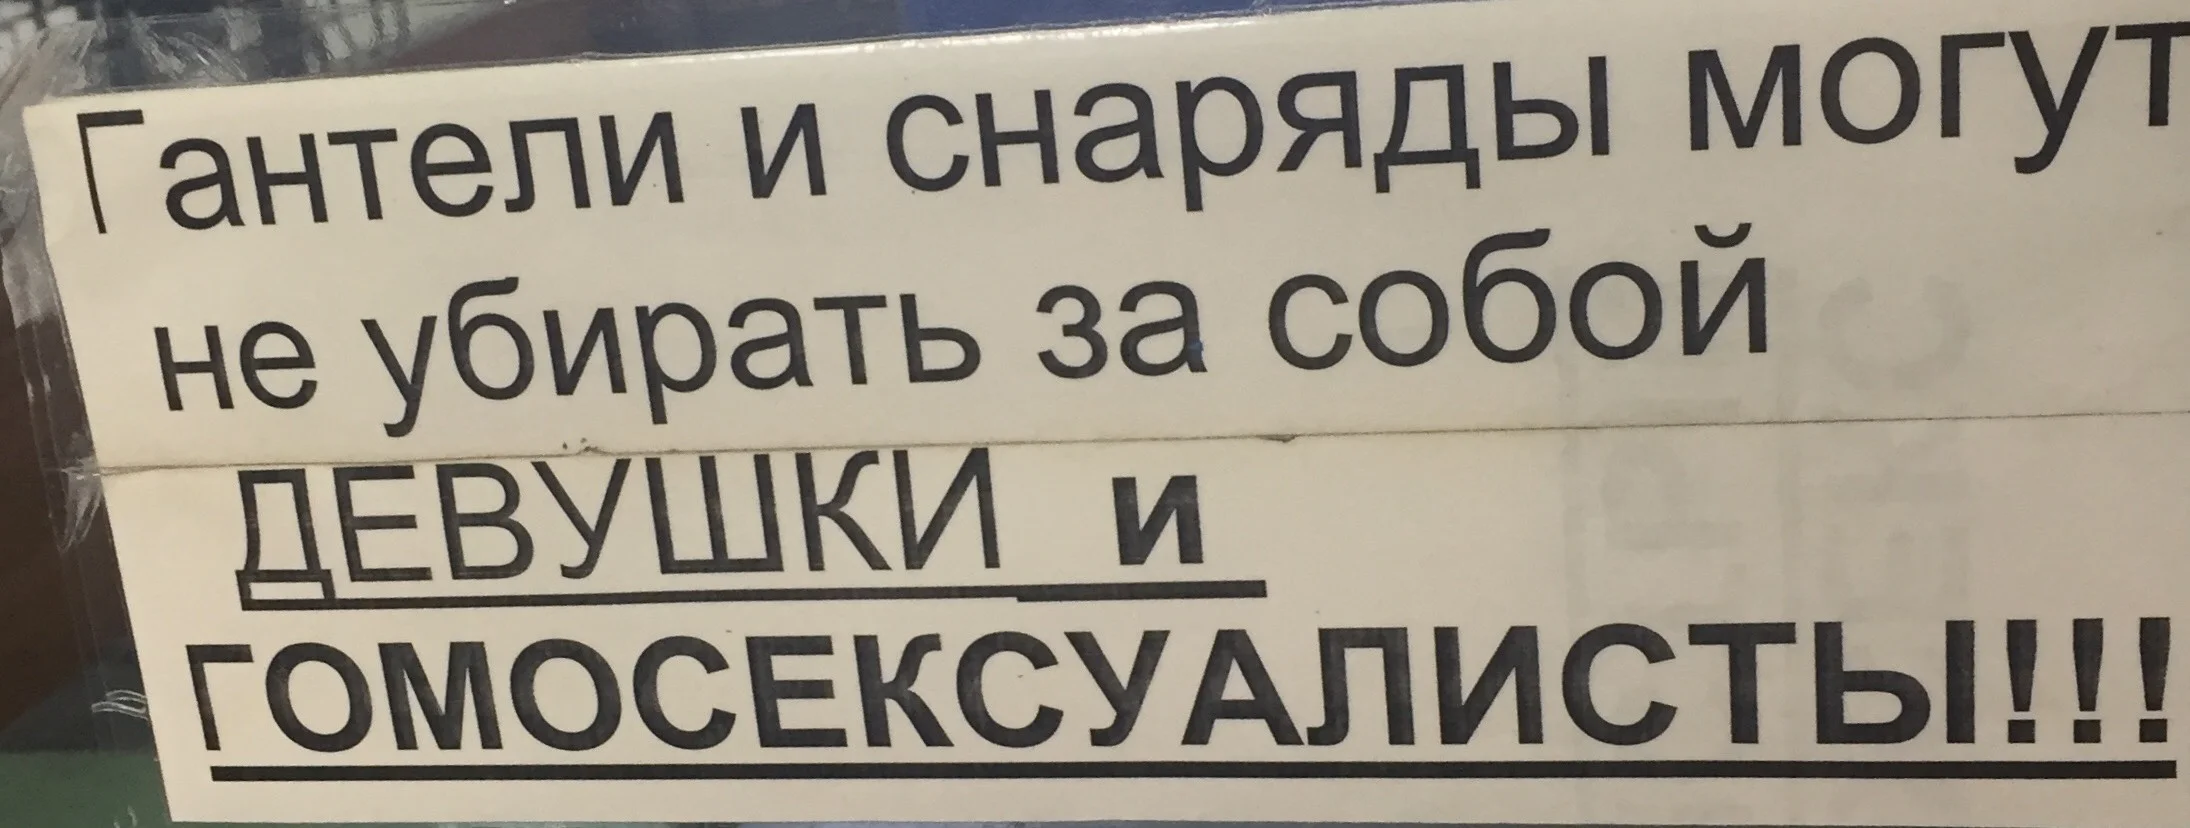 Гантели и снаряды могут
не убирать за собой
ДЕВУШКИ и
ГОМОСЕКСУАЛИСТЫ!!!